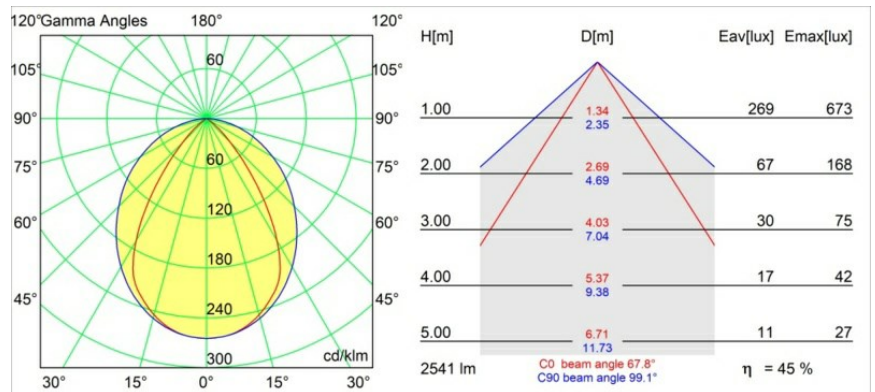 120° Gamma Angles 180° 120°
105° 60 105°
90° 90°
60
75° 75°
120
60° 60°
180
45° 240 45°
300 cd/klm
30° 15° 0° 15° 30°
H[m] D[m] Eav[lux] Emax[lux]
1.00 1.34 269 673
2.35
2.00 2.69 67 168
4.69
3.00 4.03 30 75
7.04
4.00 5.37 17 42
9.38
5.00 6.71 11 27
11.73
2541 lm C0 beam angle 67.8° η = 45 %
C90 beam angle 99.1°